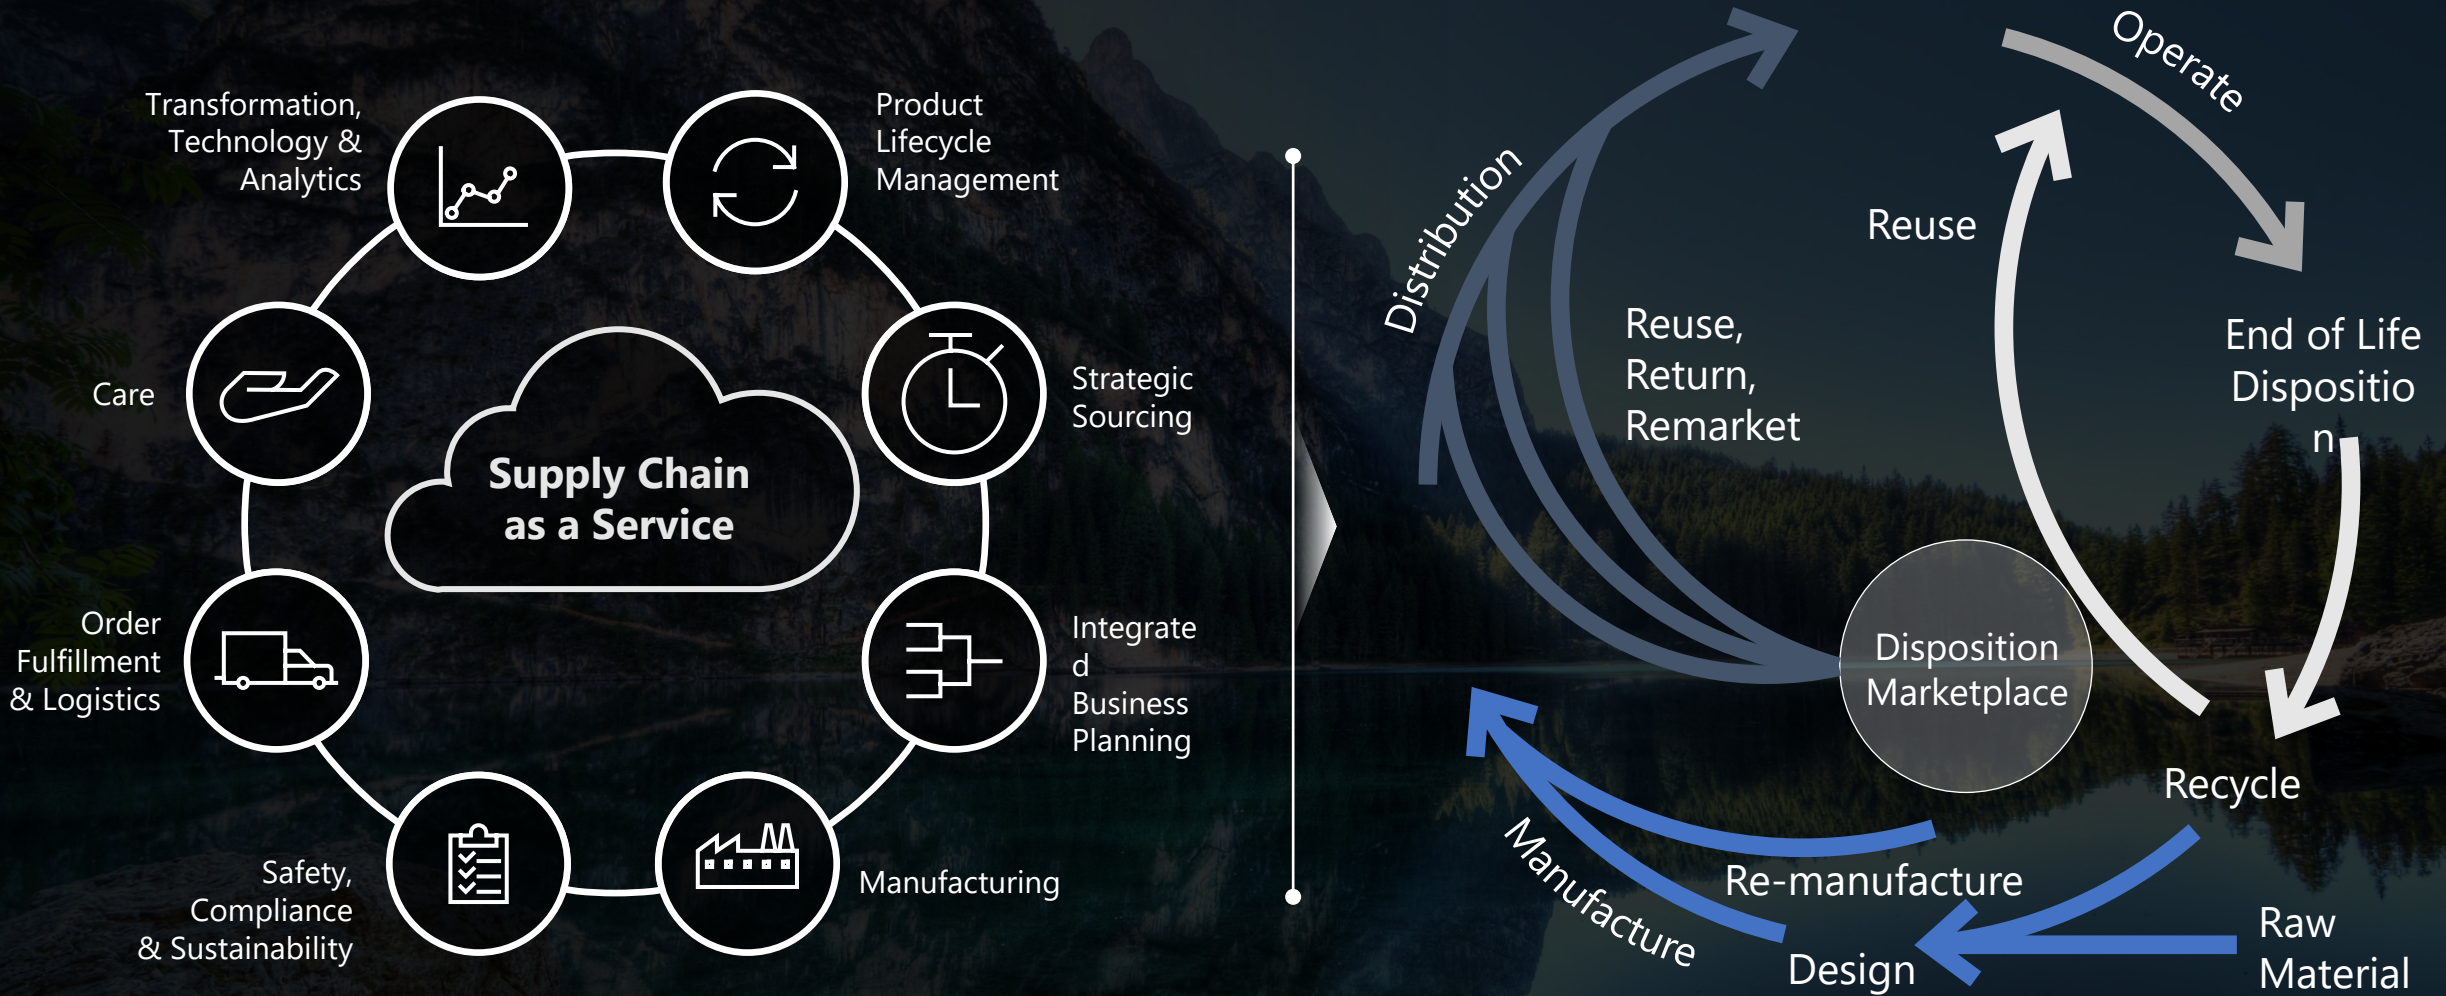 Transformation,
Technology &
Analytics
Product
Lifecycle
Management
Care
Strategic
Sourcing
Supply Chain
as a Service
Order
Fulfillment
& Logistics
Integrate
d
Business
Planning
Safety,
Compliance
& Sustainability
Manufacturing
Operate
Distribution
Reuse
Reuse,
Return,
Remarket
End of Life
Dispositio
n
Disposition
Marketplace
Recycle
Manufacture
Re-manufacture
Design
Raw
Material